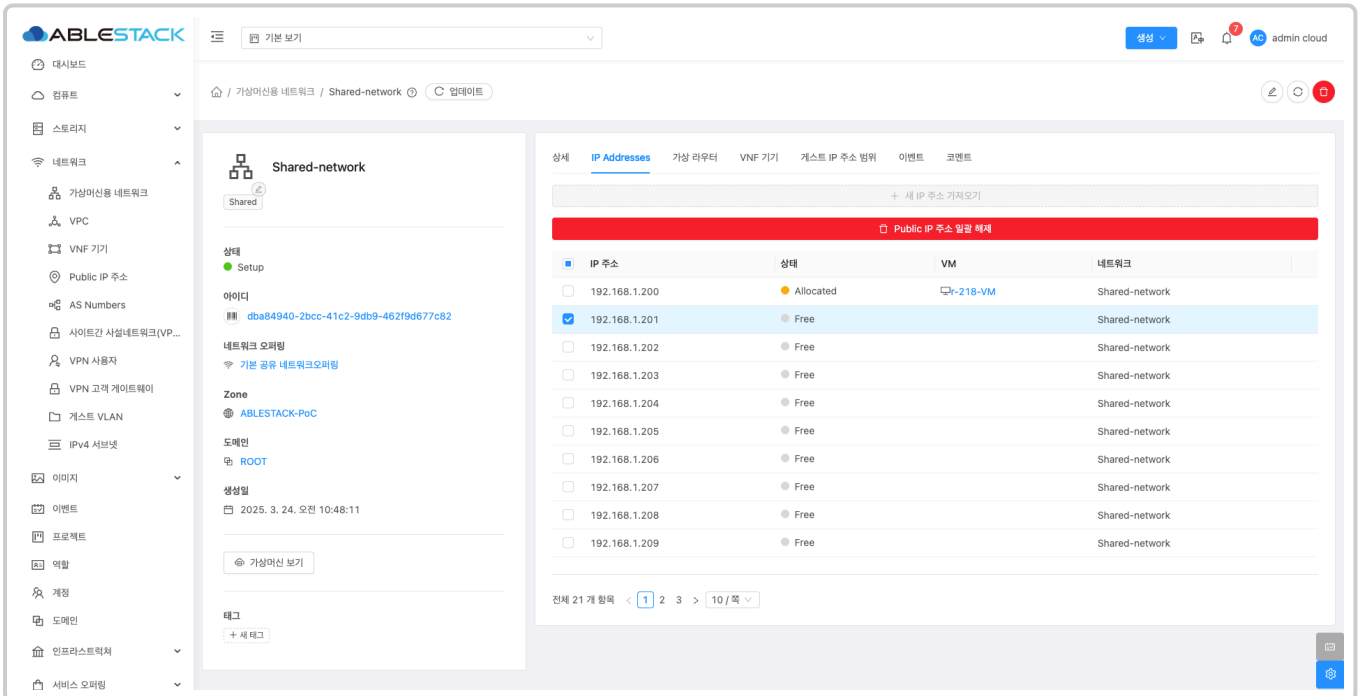 ABLESTACK
기본 보기
생성
7
AC admin cloud
대시보드
컴퓨트
스토리지
네트워크
가상머신용 네트워크
VPC
VNF 기기
Public IP 주소
AS Numbers
사이트간 사설네트워크(VP...
VPN 사용자
VPN 고객 게이트웨이
게스트 VLAN
IPv4 서브넷
이미지
이벤트
프로젝트
역할
계정
도메인
인프라스트럭쳐
서비스 오퍼링
/ 가상머신용 네트워크 / Shared-network 업데이트
Shared-network
Shared
상태
Setup
아이디
dba84940-2bcc-41c2-9db9-462f9d677c82
네트워크 오퍼링
기본 공유 네트워크오퍼링
Zone
ABLESTACK-PoC
도메인
ROOT
생성일
2025. 3. 24. 오전 10:48:11
가상머신 보기
태그
+ 새 태그
상세 IP Addresses 가상 라우터 VNF 기기 게스트 IP 주소 범위 이벤트 코멘트
+ 새 IP 주소 가져오기
Public IP 주소 일괄 해제
IP 주소 상태 VM 네트워크
192.168.1.200 Allocated r-218-VM Shared-network
192.168.1.201 Free Shared-network
192.168.1.202 Free Shared-network
192.168.1.203 Free Shared-network
192.168.1.204 Free Shared-network
192.168.1.205 Free Shared-network
192.168.1.206 Free Shared-network
192.168.1.207 Free Shared-network
192.168.1.208 Free Shared-network
192.168.1.209 Free Shared-network
전체 21 개 항목 < 1 2 3 > 10 / 쪽